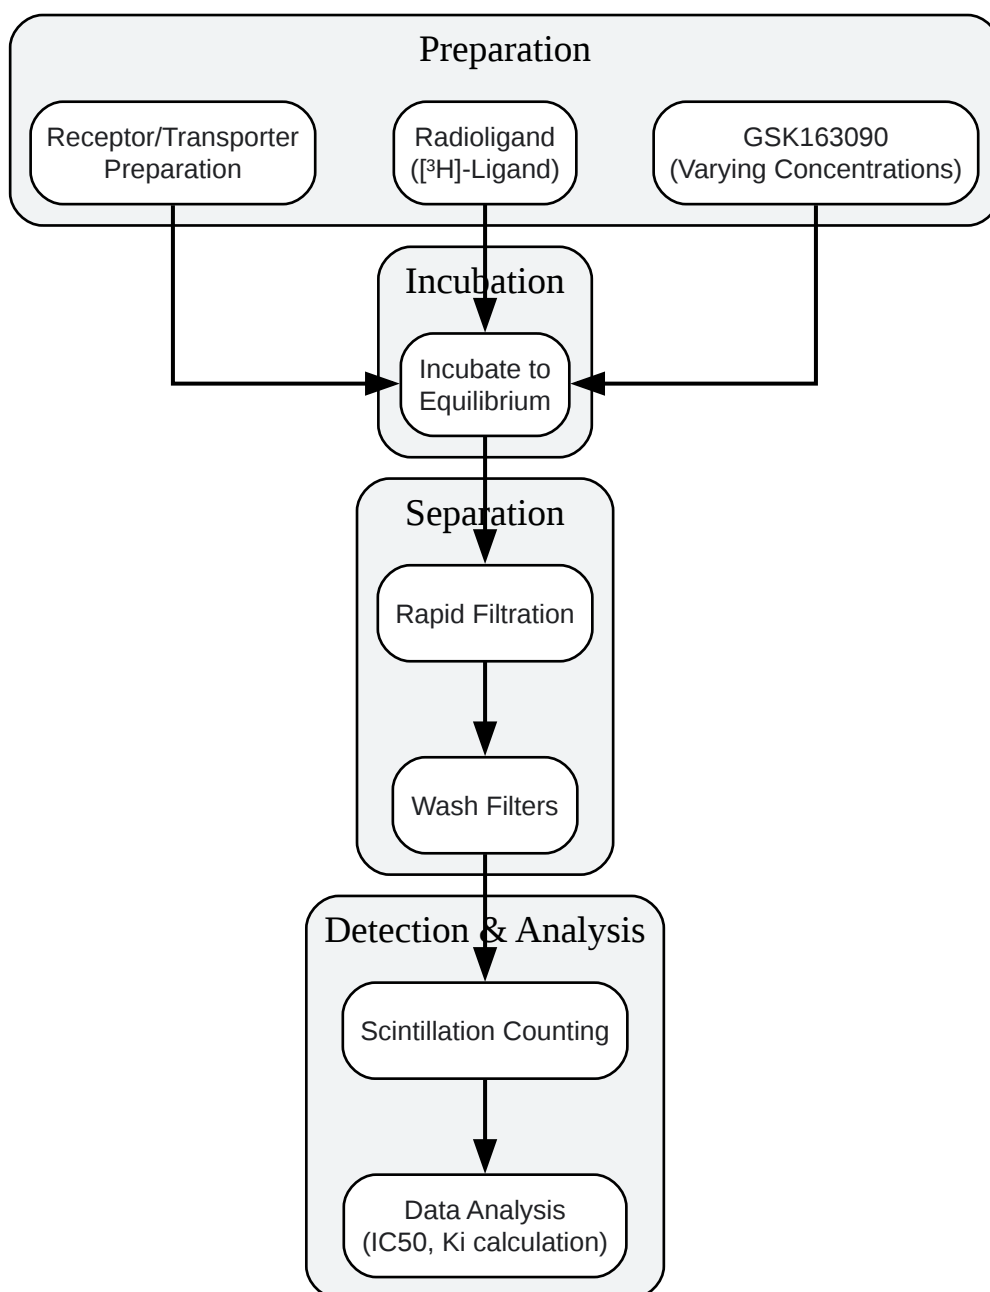 Preparation
Receptor/Transporter
Preparation
Radioligand
([³H]-Ligand)
GSK163090
(Varying Concentrations)
Incubation
Incubate to
Equilibrium
Separation
Rapid Filtration
Wash Filters
Detection & Analysis
Scintillation Counting
Data Analysis
(IC50, Ki calculation)